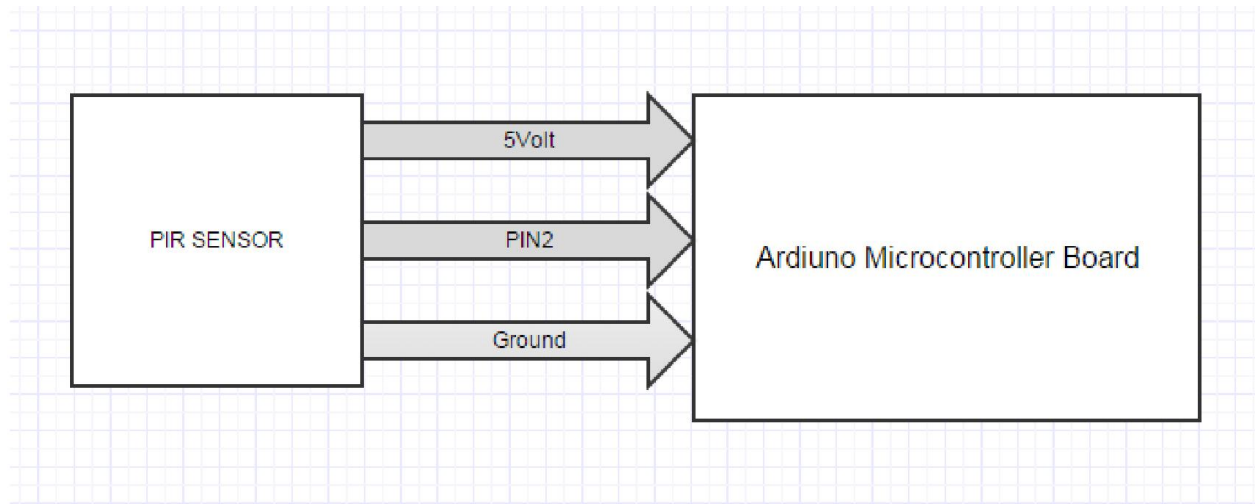 5Volt
PIR SENSOR
PIN2
Ardiuno Microcontroller Board
Ground